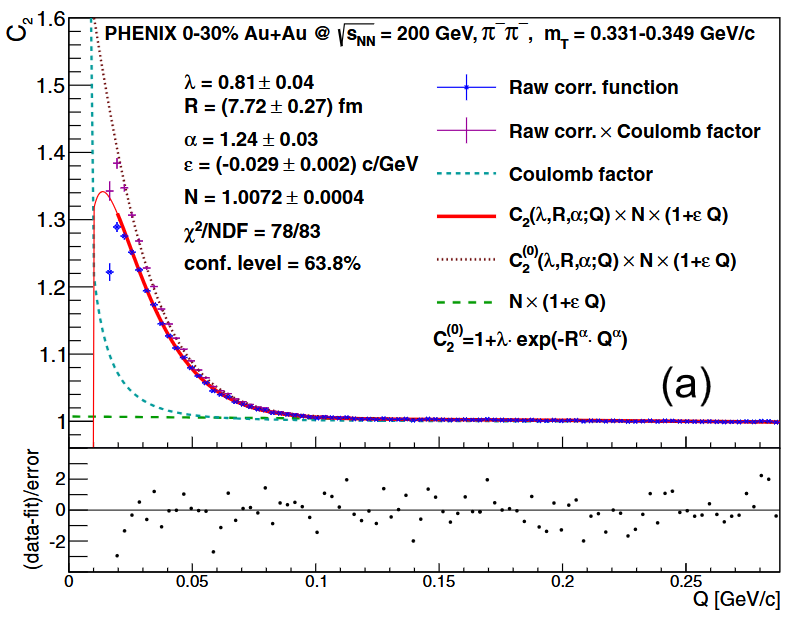 C₂
PHENIX 0-30% Au+Au @ √sNN = 200 GeV, π⁻π⁻, mT = 0.331-0.349 GeV/c
λ = 0.81 ± 0.04
R = (7.72 ± 0.27) fm
α = 1.24 ± 0.03
ε = (-0.029 ± 0.002) c/GeV
N = 1.0072 ± 0.0004
χ²/NDF = 78/83
conf. level = 63.8%
Raw corr. function
Raw corr. × Coulomb factor
Coulomb factor
C₂(λ,R,α;Q) × N × (1+ε Q)
C₂⁽⁰⁾(λ,R,α;Q) × N × (1+ε Q)
N × (1+ε Q)
C₂⁽⁰⁾=1+λ· exp(-Rᵅ· Qᵅ)
(a)
1.6
1.5
1.4
1.3
1.2
1.1
1
(data-fit)/error
2
0
-2
0 0.05 0.1 0.15 0.2 0.25
Q [GeV/c]